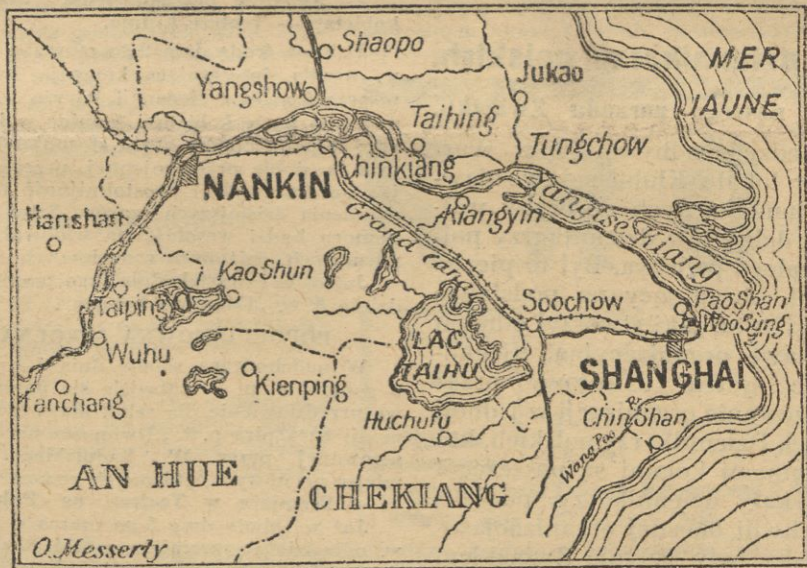 Shaopo
MER
JAUNE
Yangshow
Jukao
Taihing
Tungchow
Chinkiang
NANKIN
Yangtse Kiang
Kiangyin
Hanshan
Grand Canal
Kao Shun
Taiping
Soochow
Pao Shan
Woo Sung
Wuhu
LAC
TAIHU
SHANGHAI
Kienping
Tanchang
Huchufu
Chin Shan
Wang Poo R.
AN HUE
CHEKIANG
O. Messerly